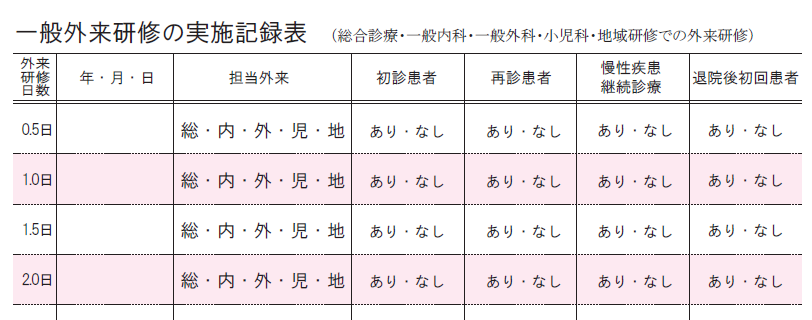 一般外来研修の実施記録表 （総合診療・一般内科・一般外科・小児科・地域研修での外来研修）
外来研修日数 年・月・日 担当外来 初診患者 再診患者 慢性疾患継続診療 退院後初回患者
0.5日 総・内・外・児・地 あり・なし あり・なし あり・なし あり・なし
1.0日 総・内・外・児・地 あり・なし あり・なし あり・なし あり・なし
1.5日 総・内・外・児・地 あり・なし あり・なし あり・なし あり・なし
2.0日 総・内・外・児・地 あり・なし あり・なし あり・なし あり・なし